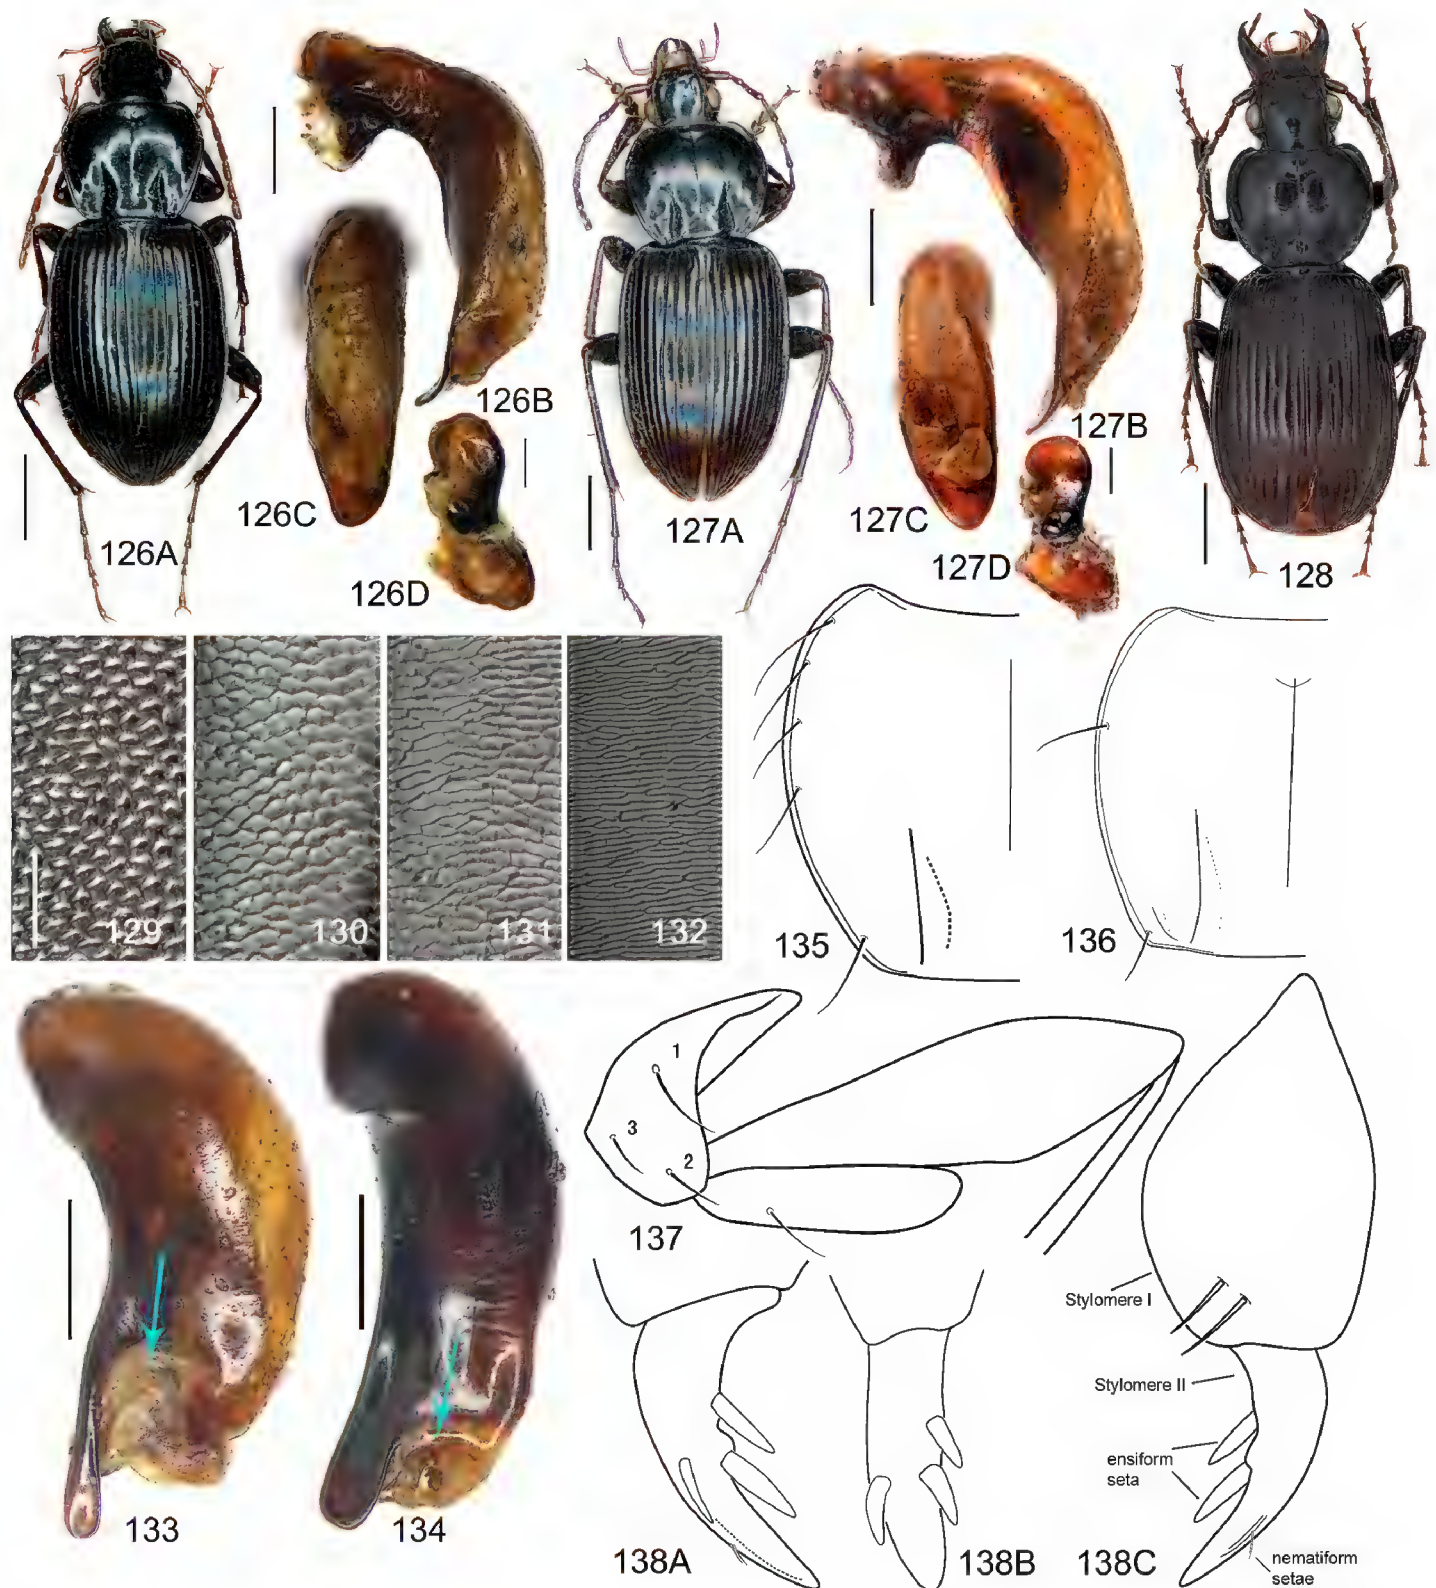 126A
126B
126C
126D
127A
127B
127C
127D
128
129
130
131
132
135
136
133
134
1
3
2
137
138A
138B
138C
Stylomere I
Stylomere II
ensiform
seta
nematiform
setae